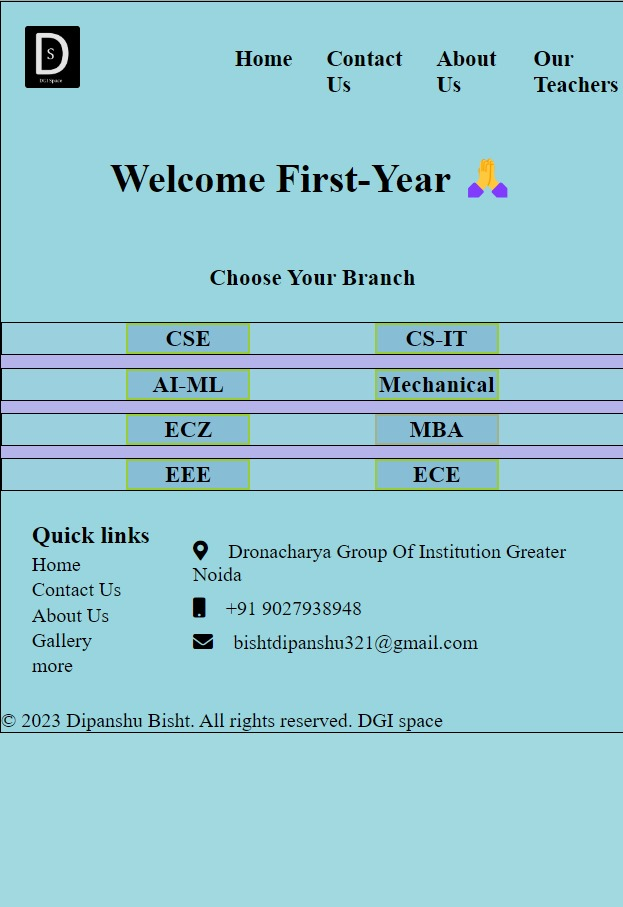 D
S
DGI Space
Home Contact Us About Us Our Teachers
Welcome First-Year 🙏
Choose Your Branch
CSE CS-IT
AI-ML Mechanical
ECZ MBA
EEE ECE
Quick links
Home
Contact Us
About Us
Gallery
more
Dronacharya Group Of Institution Greater
Noida
+91 9027938948
bishtdipanshu321@gmail.com
© 2023 Dipanshu Bisht. All rights reserved. DGI space